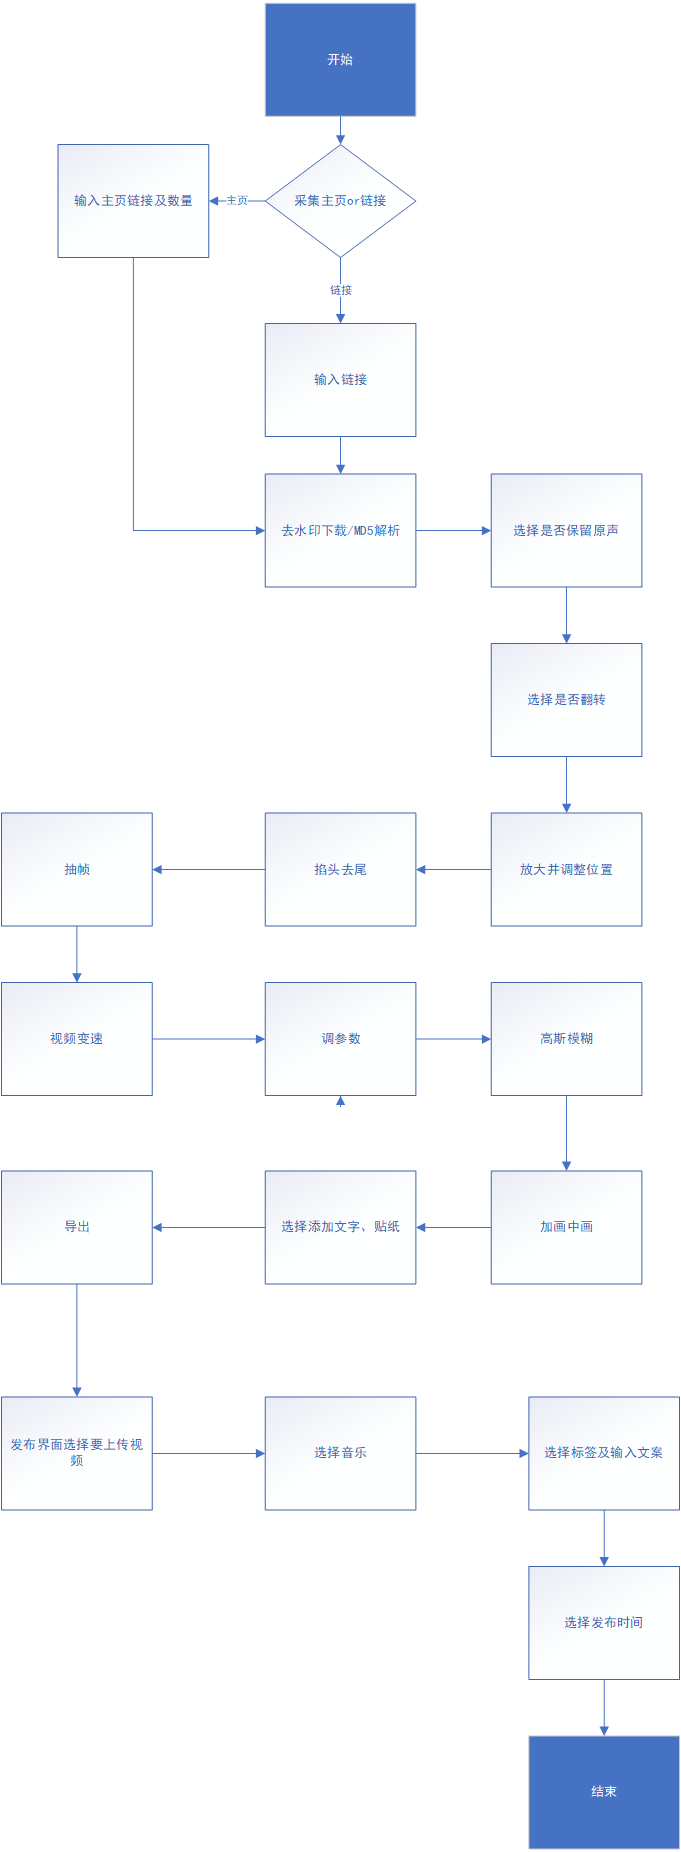 开始
采集主页or链接
主页
输入主页链接及数量
链接
输入链接
去水印下载/MD5解析
选择是否保留原声
选择是否翻转
放大并调整位置
掐头去尾
抽帧
视频变速
调参数
高斯模糊
加画中画
选择添加文字、贴纸
导出
发布界面选择要上传视
频
选择音乐
选择标签及输入文案
选择发布时间
结束